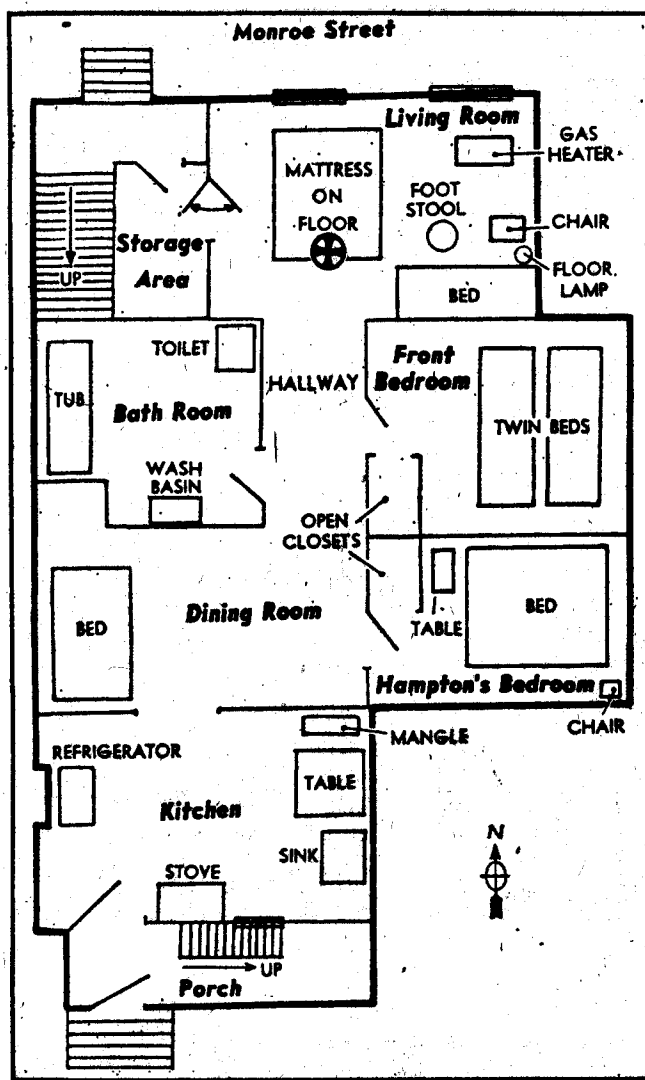 Monroe Street
Living Room
GAS
HEATER
MATTRESS
ON
FLOOR
FOOT
STOOL
CHAIR
FLOOR
LAMP
Storage
Area
UP
BED
TOILET
HALLWAY
Front
Bedroom
TUB
Bath Room
TWIN BEDS
WASH
BASIN
OPEN
CLOSETS
BED
Dining Room
TABLE
BED
Hampton's Bedroom
CHAIR
MANGLE
REFRIGERATOR
TABLE
Kitchen
N
SINK
STOVE
UP
Porch